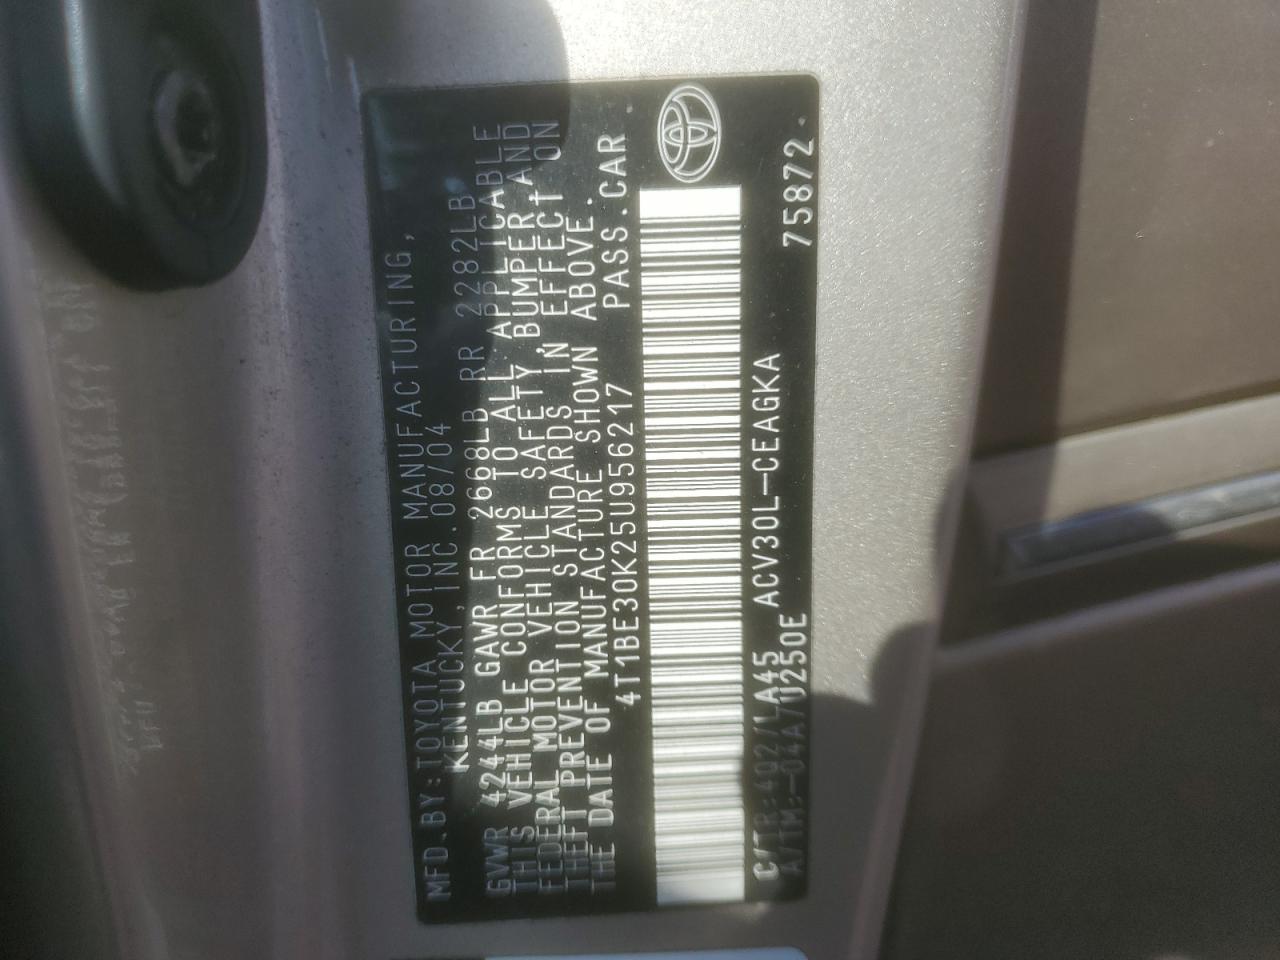 MFD.BY:TOYOTA MOTOR MANUFACTURING,
KENTUCKY, INC.08/04
GVWR 4244LB GAWR FR 2668LB RR 2282LB
THIS VEHICLE CONFORMS TO ALL APPLICABLE
FEDERAL MOTOR VEHICLE SAFETY, BUMPER, AND
THEFT PREVENTION STANDARDS IN EFFECT ON
THE DATE OF MANUFACTURE SHOWN ABOVE.
4T1BE30K25U956217 PASS.CAR
C/TR:4Q2/LA45 ACV30L-CEAGKA
A/TM:-04A/U250E 75872